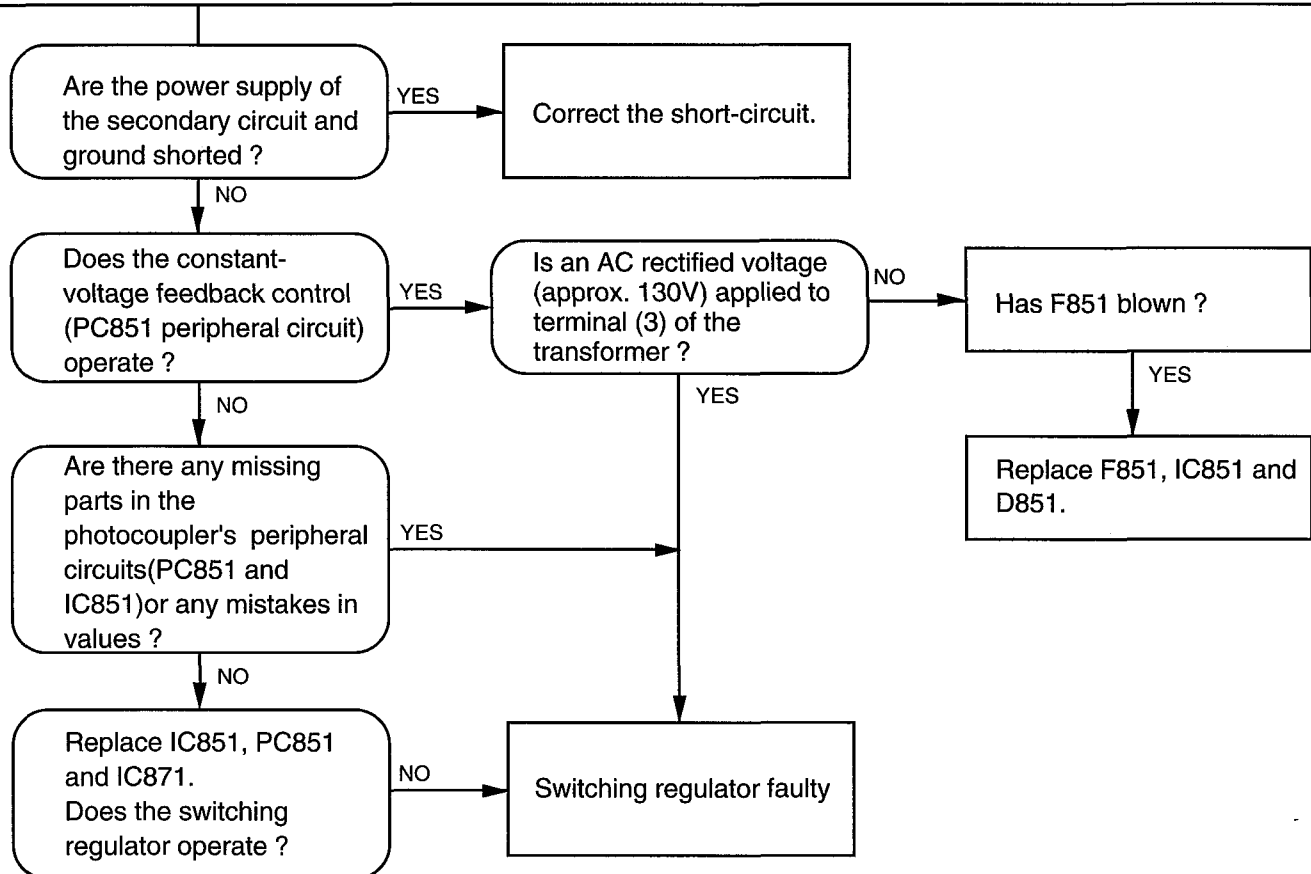 Are the power supply of
the secondary circuit and
ground shorted ?
YES
Correct the short-circuit.
NO
Does the constant-
voltage feedback control
(PC851 peripheral circuit)
operate ?
YES
Is an AC rectified voltage
(approx. 130V) applied to
terminal (3) of the
transformer ?
NO
Has F851 blown ?
YES
Replace F851, IC851 and
D851.
YES
NO
Are there any missing
parts in the
photocoupler's peripheral
circuits(PC851 and
IC851)or any mistakes in
values ?
YES
NO
Replace IC851, PC851
and IC871.
Does the switching
regulator operate ?
NO
Switching regulator faulty